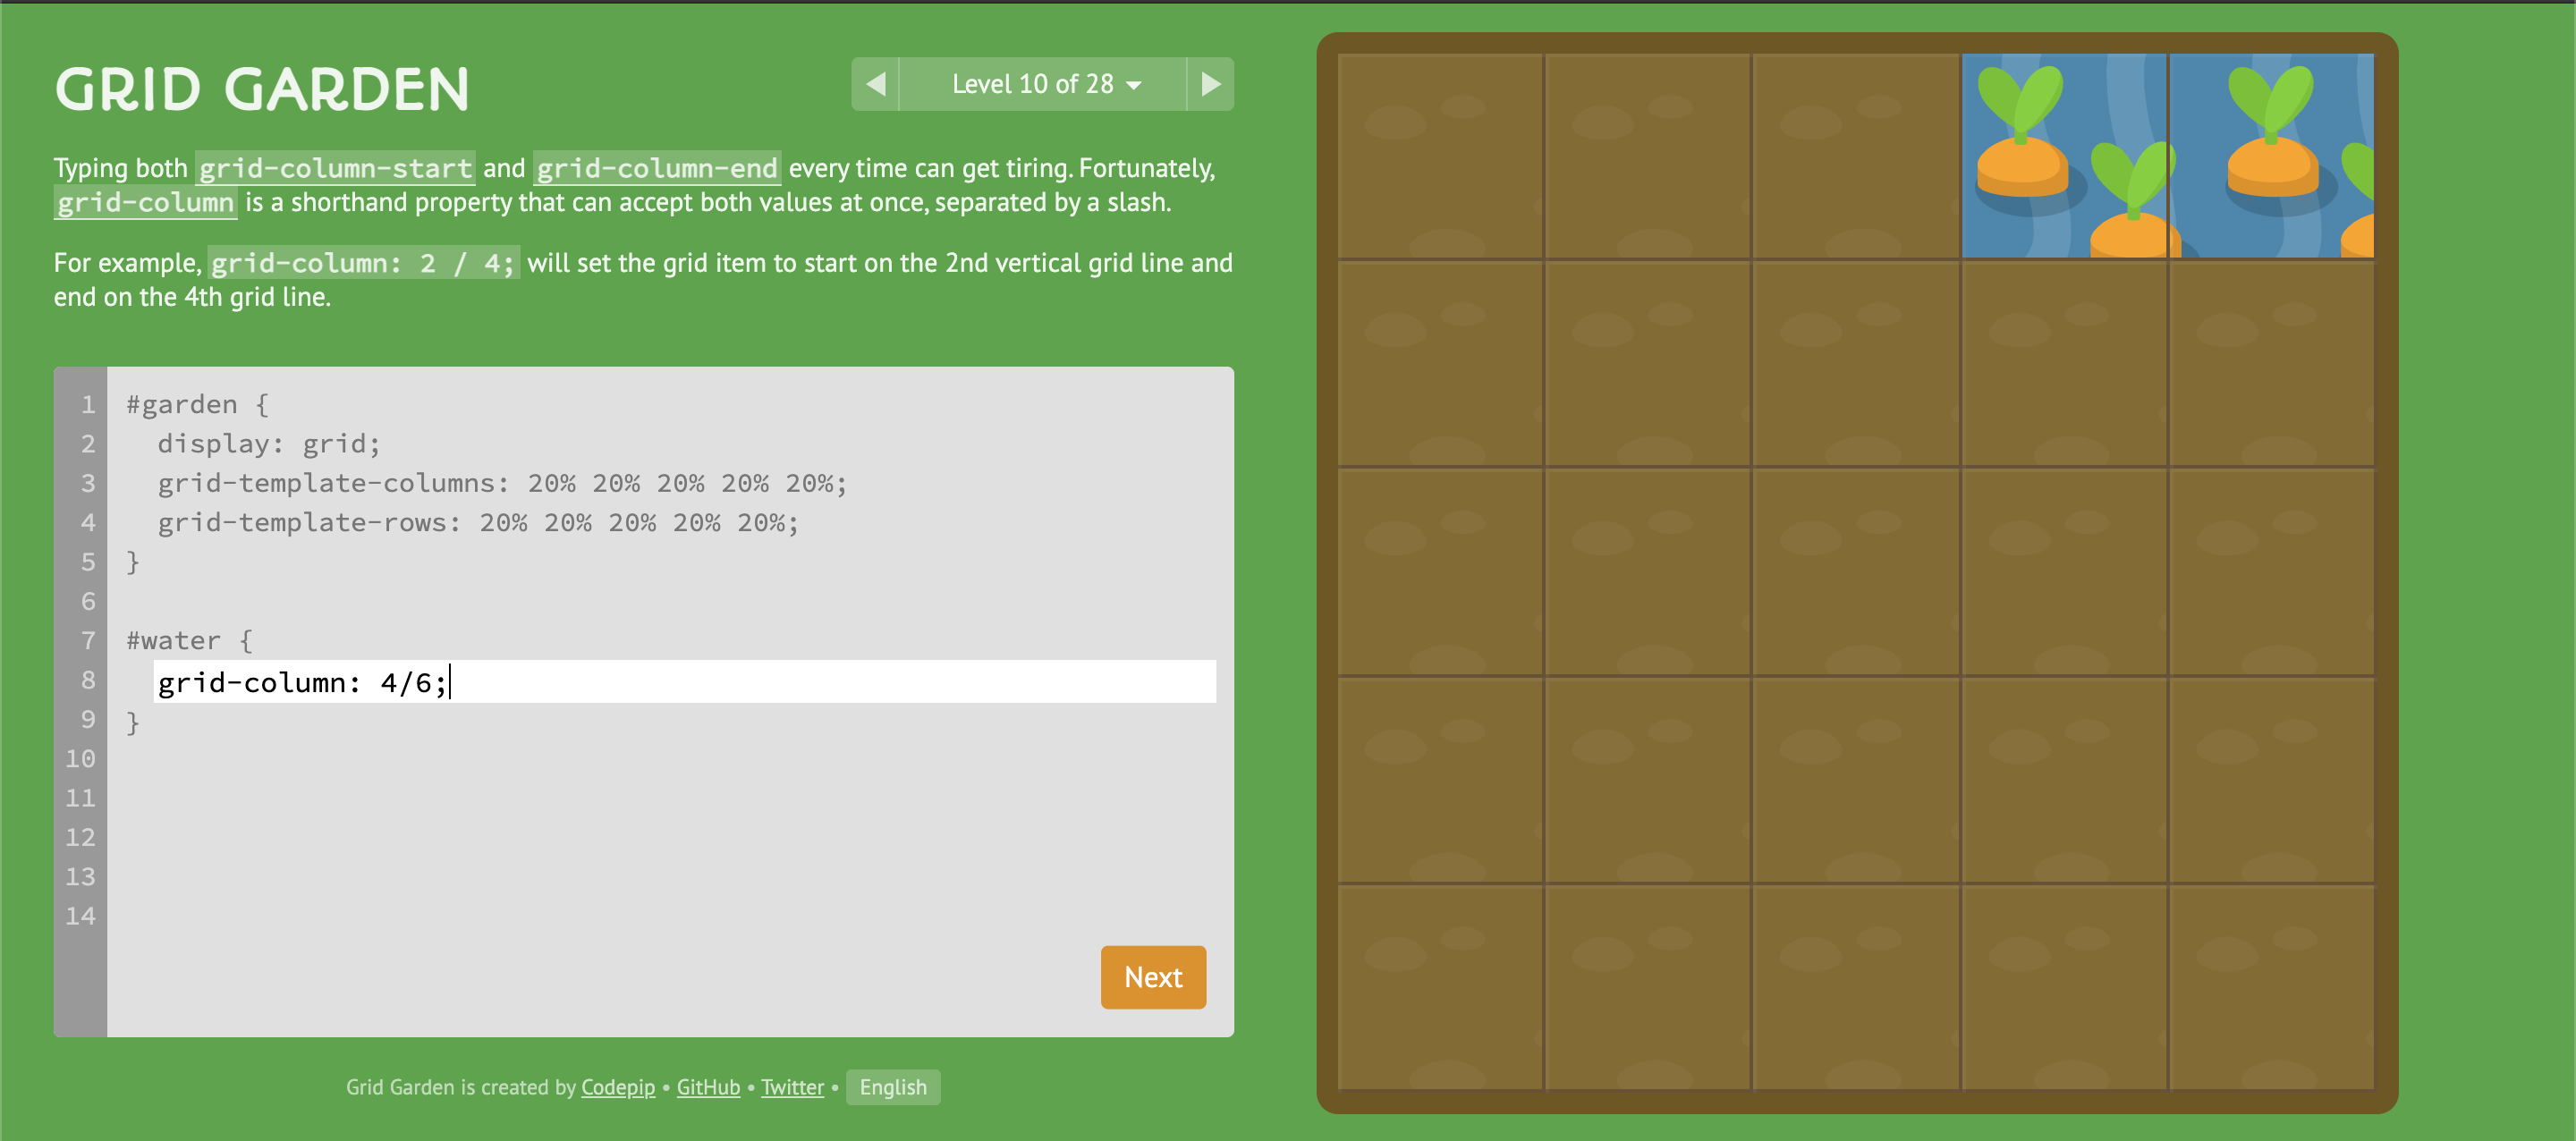 GRID GARDEN
Level 10 of 28
Typing both grid-column-start and grid-column-end every time can get tiring. Fortunately,
grid-column is a shorthand property that can accept both values at once, separated by a slash.
For example, grid-column: 2 / 4; will set the grid item to start on the 2nd vertical grid line and
end on the 4th grid line.
1 #garden {
2 display: grid;
3 grid-template-columns: 20% 20% 20% 20% 20%;
4 grid-template-rows: 20% 20% 20% 20% 20%;
5 }
6
7 #water {
8 grid-column: 4/6;
9 }
10
11
12
13
14
Next
Grid Garden is created by Codepip • GitHub • Twitter • English